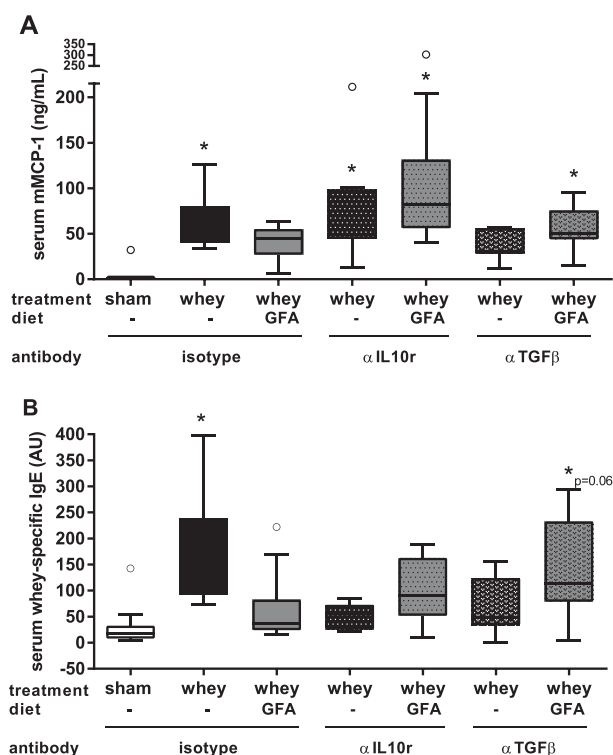 A
serum mMCP-1 (ng/mL)
350
300
250
200
150
100
50
0
*
*
*
*
treatment sham whey whey whey whey whey whey
diet - - GFA - GFA - GFA
antibody isotype αIL10r αTGFβ
B
serum whey-specific IgE (AU)
400
350
300
250
200
150
100
50
0
-50
*
*
p=0.06
treatment sham whey whey whey whey whey whey
diet - - GFA - GFA - GFA
antibody isotype αIL10r αTGFβ